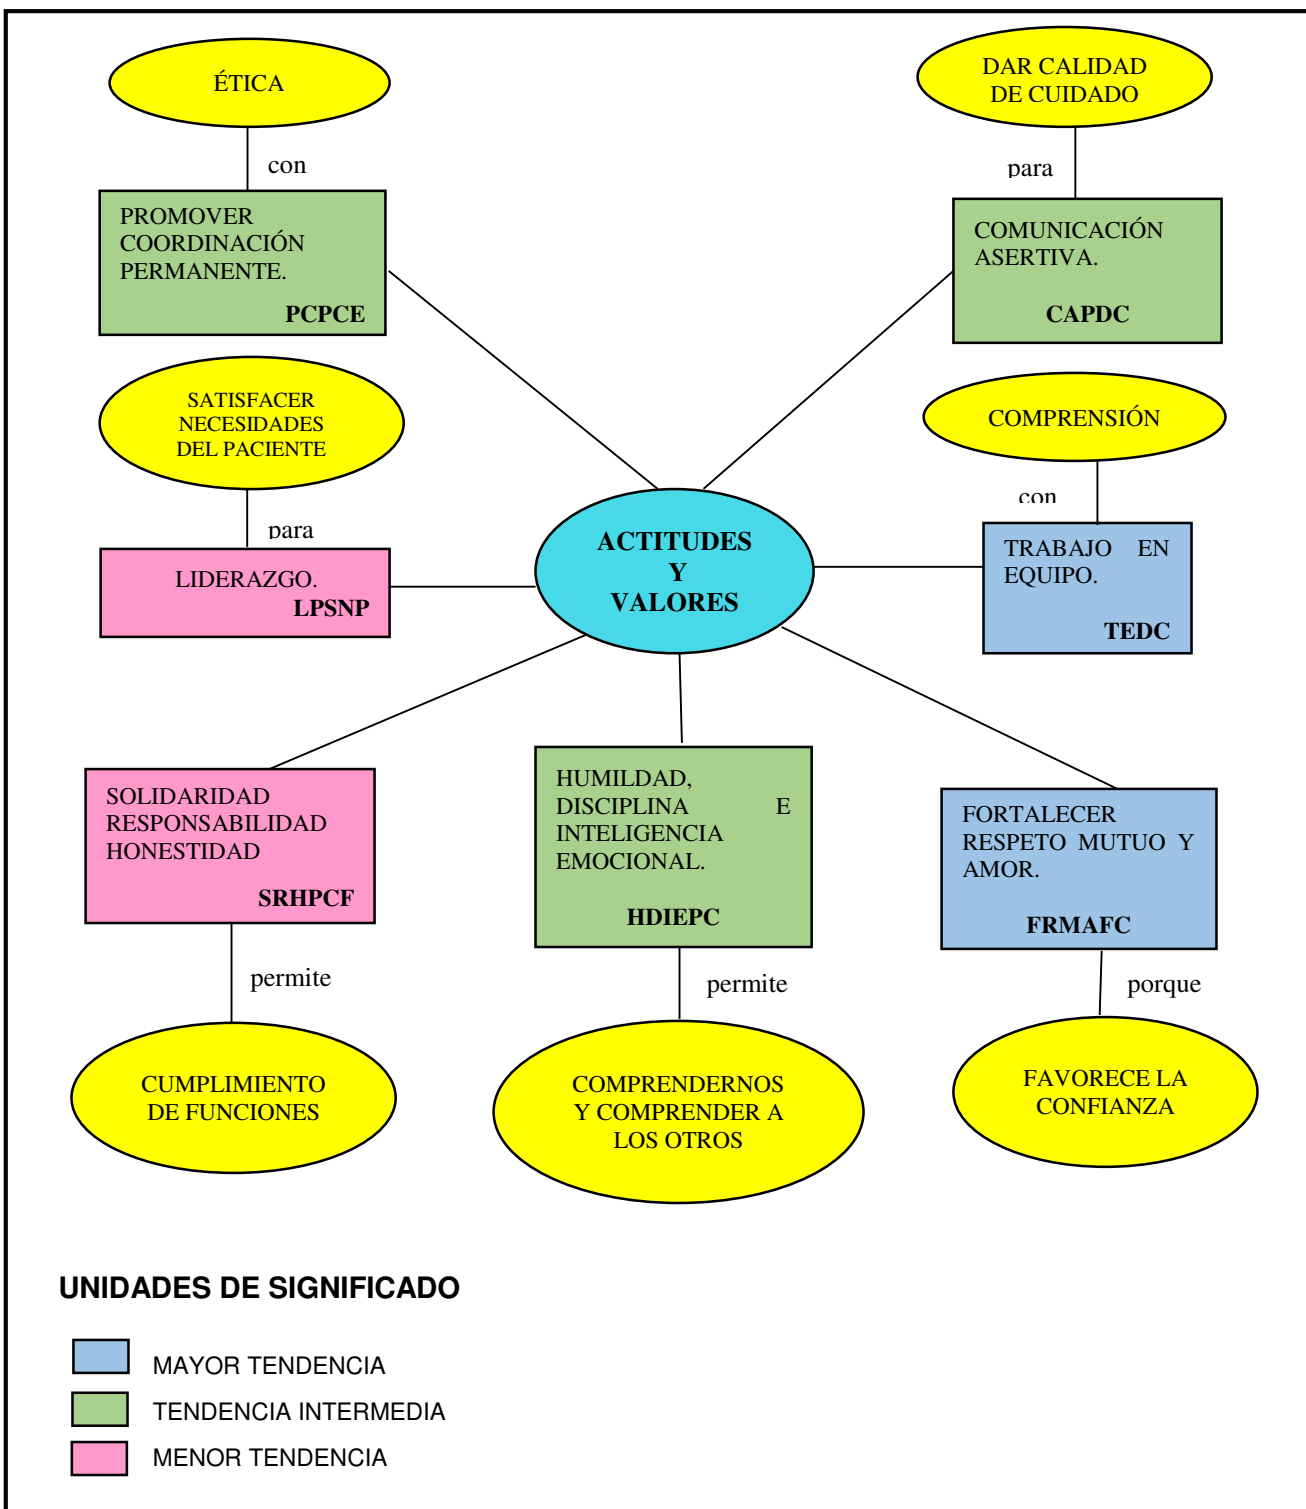 ÉTICA
con
PROMOVER
COORDINACIÓN
PERMANENTE.
PCPCE
DAR CALIDAD
DE CUIDADO
para
COMUNICACIÓN
ASERTIVA.
CAPDC
SATISFACER
NECESIDADES
DEL PACIENTE
para
LIDERAZGO.
LPSNP
COMPRENSIÓN
con
TRABAJO EN
EQUIPO.
TEDC
ACTITUDES
Y
VALORES
SOLIDARIDAD
RESPONSABILIDAD
HONESTIDAD
SRHPCF
permite
CUMPLIMIENTO
DE FUNCIONES
HUMILDAD,
DISCIPLINA E
INTELIGENCIA
EMOCIONAL.
HDIEPC
permite
COMPRENDERNOS
Y COMPRENDER A
LOS OTROS
FORTALECER
RESPETO MUTUO Y
AMOR.
FRMAFC
porque
FAVORECE LA
CONFIANZA
UNIDADES DE SIGNIFICADO
MAYOR TENDENCIA
TENDENCIA INTERMEDIA
MENOR TENDENCIA